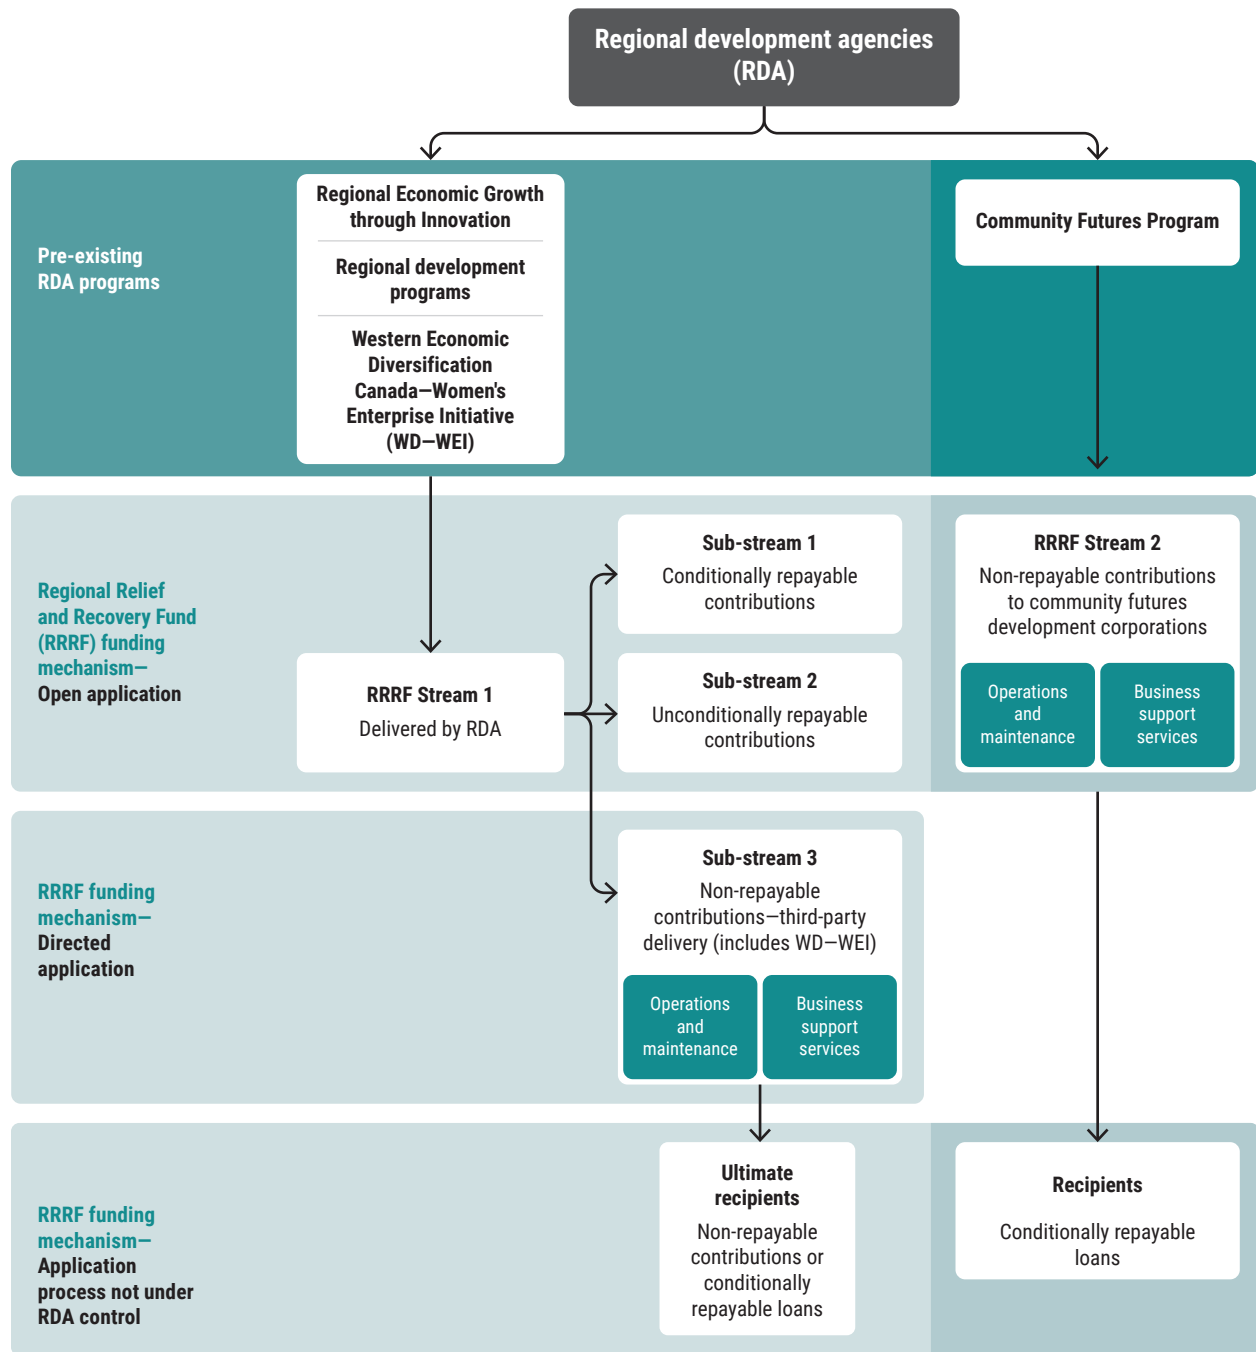 Regional development agencies
(RDA)
Pre-existing
RDA programs
Regional Economic Growth
through Innovation
Regional development
programs
Western Economic
Diversification
Canada—Women's
Enterprise Initiative
(WD—WEI)
Community Futures Program
Regional Relief
and Recovery Fund
(RRRF) funding
mechanism—
Open application
RRRF Stream 1
Delivered by RDA
Sub-stream 1
Conditionally repayable
contributions
Sub-stream 2
Unconditionally repayable
contributions
RRRF Stream 2
Non-repayable contributions
to community futures
development corporations
Operations
and
maintenance
Business
support
services
RRRF funding
mechanism—
Directed
application
Sub-stream 3
Non-repayable
contributions—third-party
delivery (includes WD—WEI)
Operations
and
maintenance
Business
support
services
RRRF funding
mechanism—
Application
process not under
RDA control
Ultimate
recipients
Non-repayable
contributions or
conditionally
repayable loans
Recipients
Conditionally repayable
loans